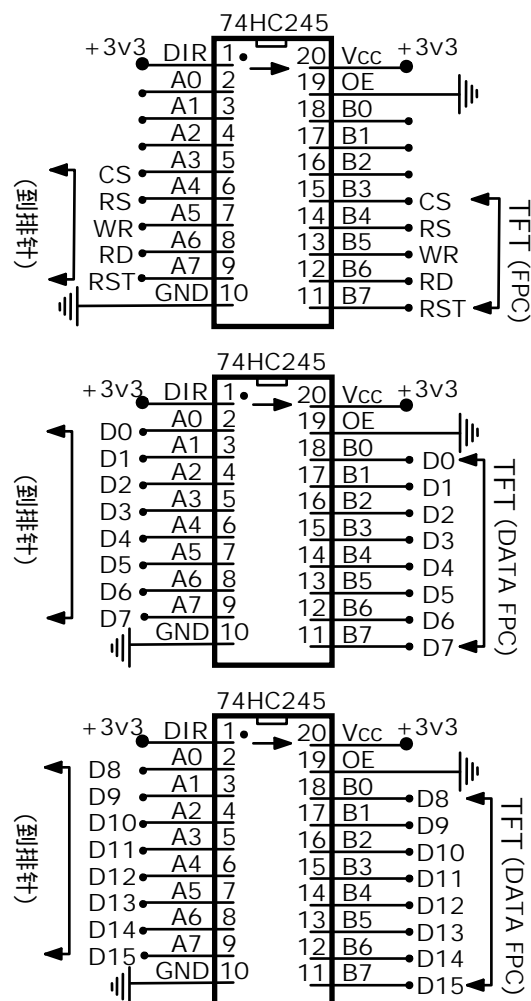 74HC245
+3v3 DIR 1 20 Vcc +3v3
A0 2 19 OE
A1 3 18 B0
A2 4 17 B1
A3 5 16 B2
CS A4 6 15 B3 CS
RS A5 7 14 B4 RS
WR A6 8 13 B5 WR
RD A7 9 12 B6 RD
RST GND 10 11 B7 RST
(到排针)
TFT (FPC)
74HC245
+3v3 DIR 1 20 Vcc +3v3
A0 2 19 OE
D0 A1 3 18 B0 D0
D1 A2 4 17 B1 D1
D2 A3 5 16 B2 D2
D3 A4 6 15 B3 D3
D4 A5 7 14 B4 D4
D5 A6 8 13 B5 D5
D6 A7 9 12 B6 D6
D7 GND 10 11 B7 D7
(到排针)
TFT (DATA FPC)
74HC245
+3v3 DIR 1 20 Vcc +3v3
A0 2 19 OE
D8 A1 3 18 B0 D8
D9 A2 4 17 B1 D9
D10 A3 5 16 B2 D10
D11 A4 6 15 B3 D11
D12 A5 7 14 B4 D12
D13 A6 8 13 B5 D13
D14 A7 9 12 B6 D14
D15 GND 10 11 B7 D15
(到排针)
TFT (DATA FPC)